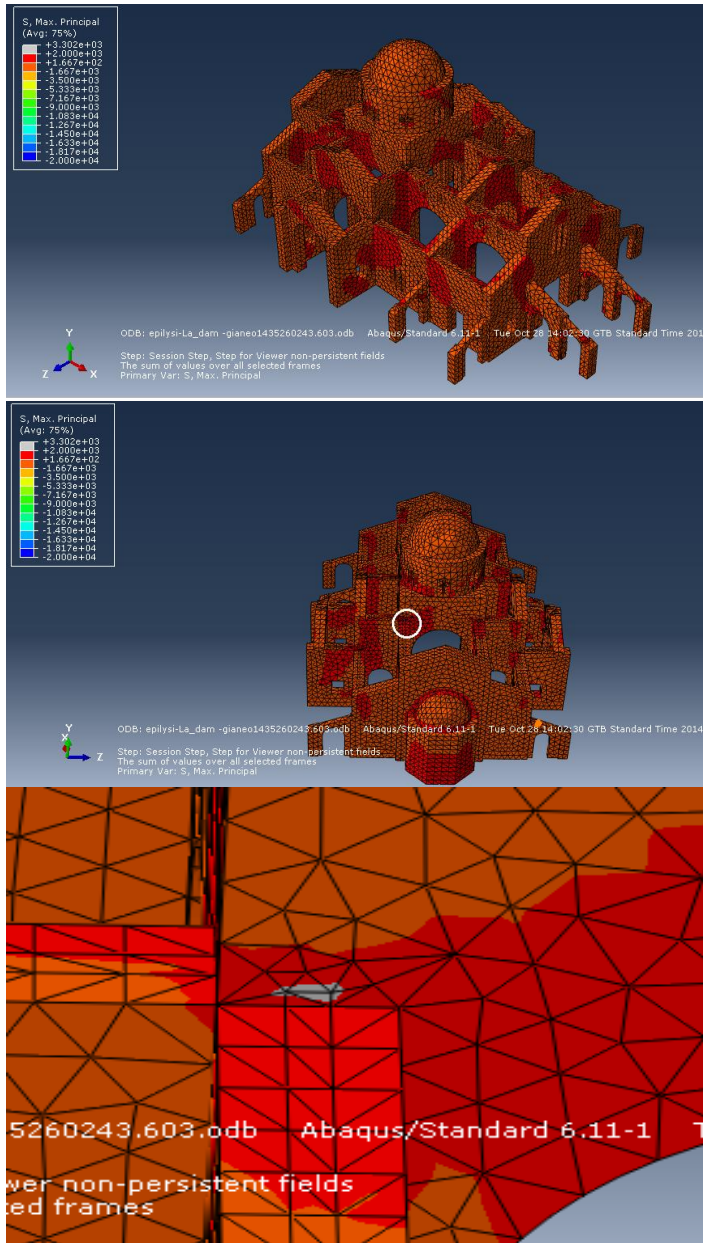 S, Max. Principal
(Avg: 75%)
+3.302e+03
+2.000e+03
+1.667e+02
-1.667e+03
-3.500e+03
-5.333e+03
-7.167e+03
-9.000e+03
-1.083e+04
-1.267e+04
-1.450e+04
-1.633e+04
-1.817e+04
-2.000e+04
Y
Z
X
ODB: epilysi-La_dam -gianeo1435260243.603.odb Abaqus/Standard 6.11-1 Tue Oct 28 14:02:30 GTB Standard Time 201
Step: Session Step, Step for Viewer non-persistent fields
The sum of values over all selected frames
Primary Var: S, Max. Principal
S, Max. Principal
(Avg: 75%)
+3.302e+03
+2.000e+03
+1.667e+02
-1.667e+03
-3.500e+03
-5.333e+03
-7.167e+03
-9.000e+03
-1.083e+04
-1.267e+04
-1.450e+04
-1.633e+04
-1.817e+04
-2.000e+04
Y
X
Z
ODB: epilysi-La_dam -gianeo1435260243.603.odb Abaqus/Standard 6.11-1 Tue Oct 28 14:02:30 GTB Standard Time 2014
Step: Session Step, Step for Viewer non-persistent fields
The sum of values over all selected frames
Primary Var: S, Max. Principal
5260243.603.odb Abaqus/Standard 6.11-1 T
wer non-persistent fields
ted frames